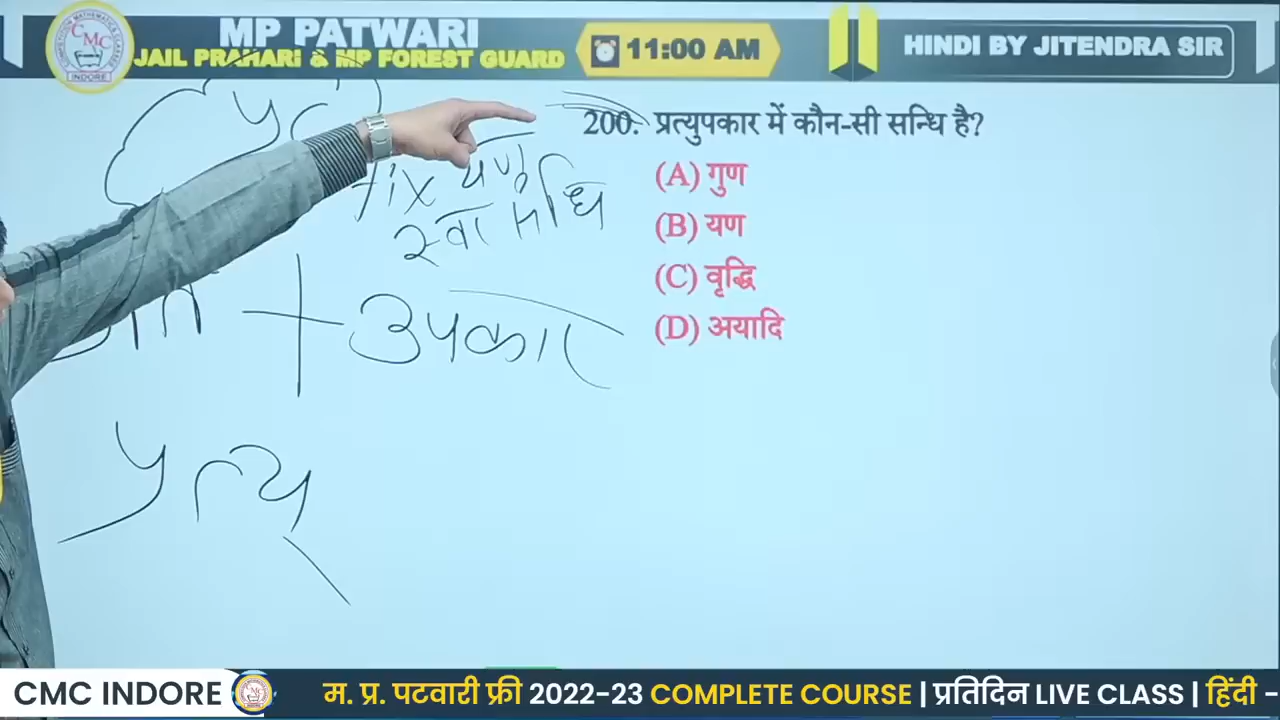 MP PATWARI
JAIL PRAHARI & MP FOREST GUARD
11:00 AM
HINDI BY JITENDRA SIR
CMC
INDORE
200. प्रत्युपकार में कौन-सी सन्धि है?
(A) गुण
(B) यण
(C) वृद्धि
(D) अयादि
fix यण्
स्वर संधि
+ उपकार
प्रत्यु
CMC INDORE
म. प्र. पटवारी फ्री 2022-23 COMPLETE COURSE | प्रतिदिन LIVE CLASS | हिंदी -